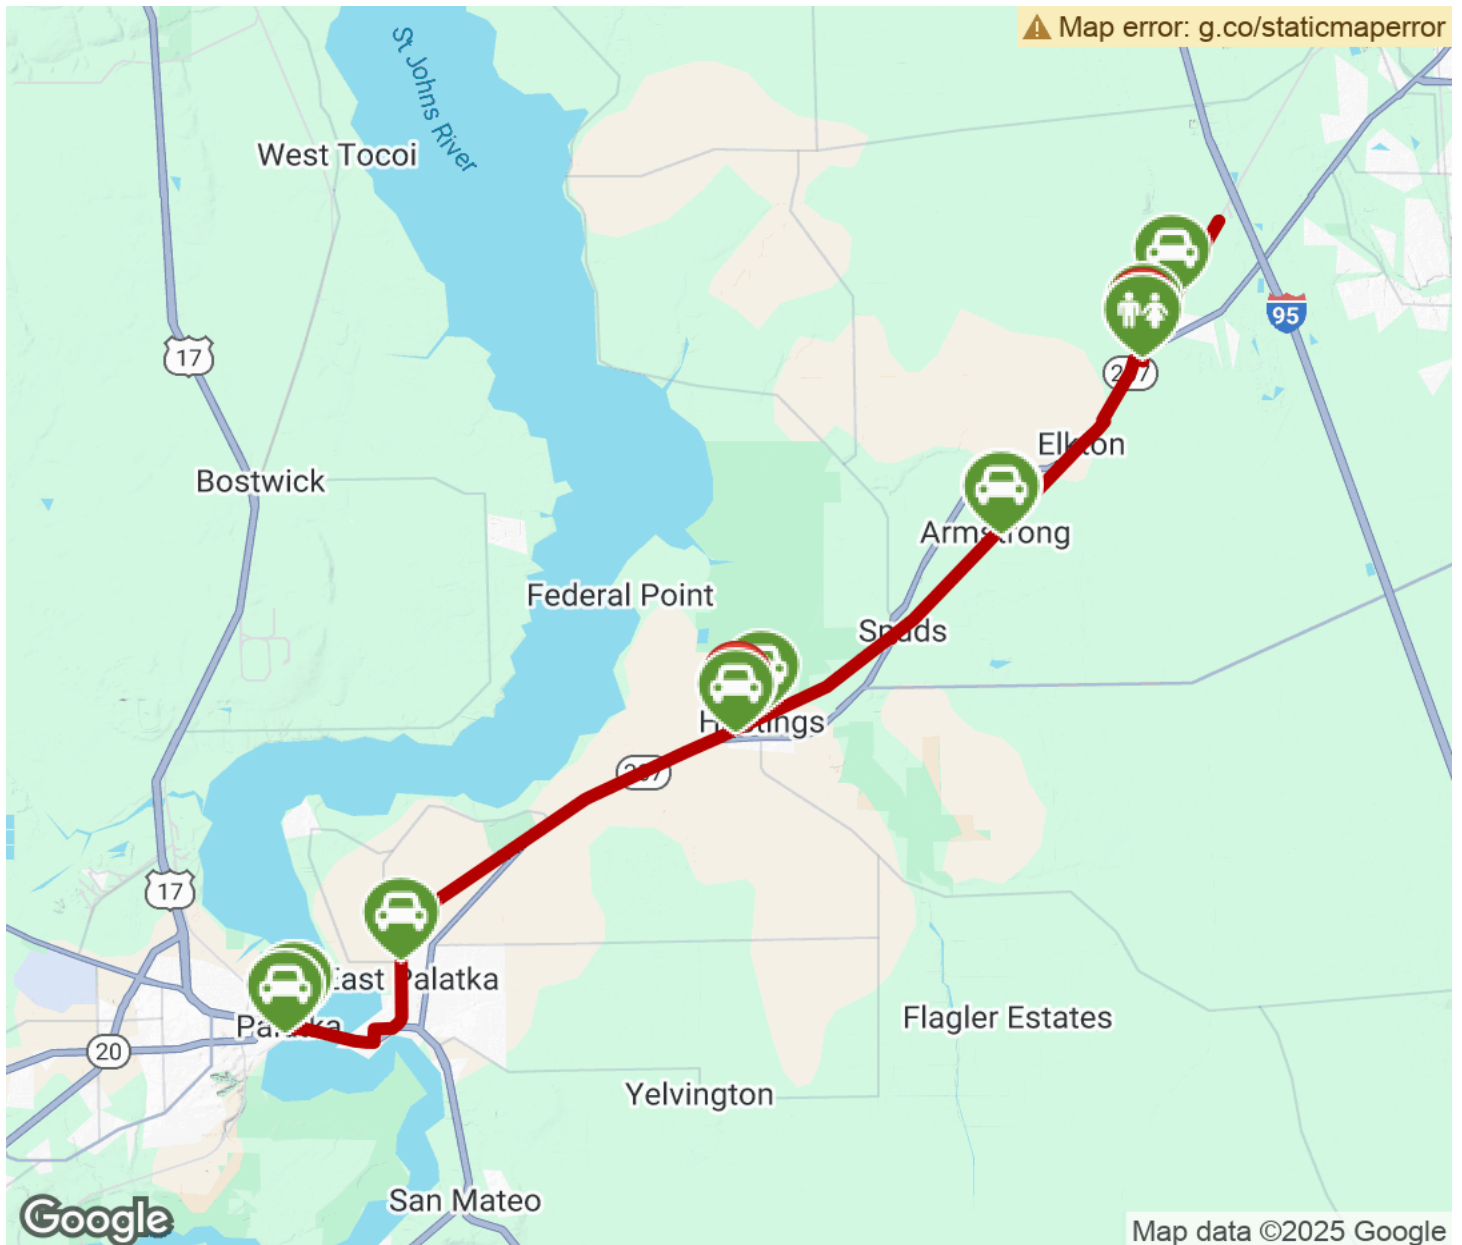 Map error: g.co/staticmaperror
St Johns River
West Tocoi
17
95
Elkton
Bostwick
Armstrong
Federal Point
Spuds
Hastings
17
East Palatka
Palatka
Flagler Estates
20
Yelvington
San Mateo
Google
Map data ©2025 Google